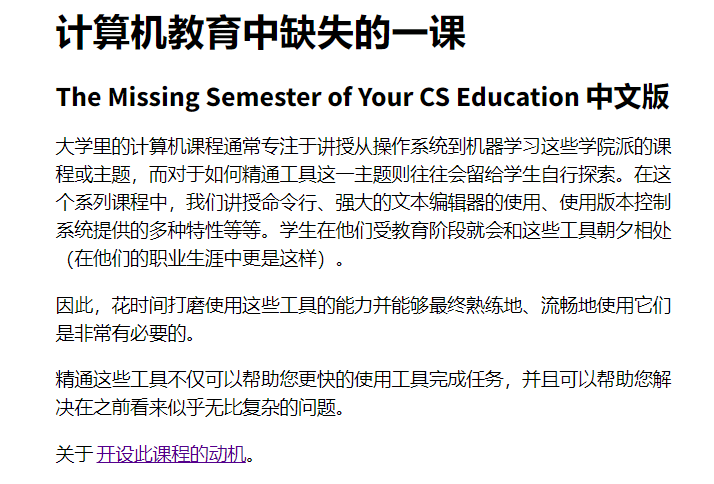 计算机教育中缺失的一课
The Missing Semester of Your CS Education 中文版
大学里的计算机课程通常专注于讲授从操作系统到机器学习这些学院派的课
程或主题，而对于如何精通工具这一主题则往往会留给学生自行探索。在这
个系列课程中，我们讲授命令行、强大的文本编辑器的使用、使用版本控制
系统提供的多种特性等等。学生在他们受教育阶段就会和这些工具朝夕相处
（在他们的职业生涯中更是这样）。
因此，花时间打磨使用这些工具的能力并能够最终熟练地、流畅地使用它们
是非常有必要的。
精通这些工具不仅可以帮助您更快的使用工具完成任务，并且可以帮助您解
决在之前看来似乎无比复杂的问题。
关于 开设此课程的动机。